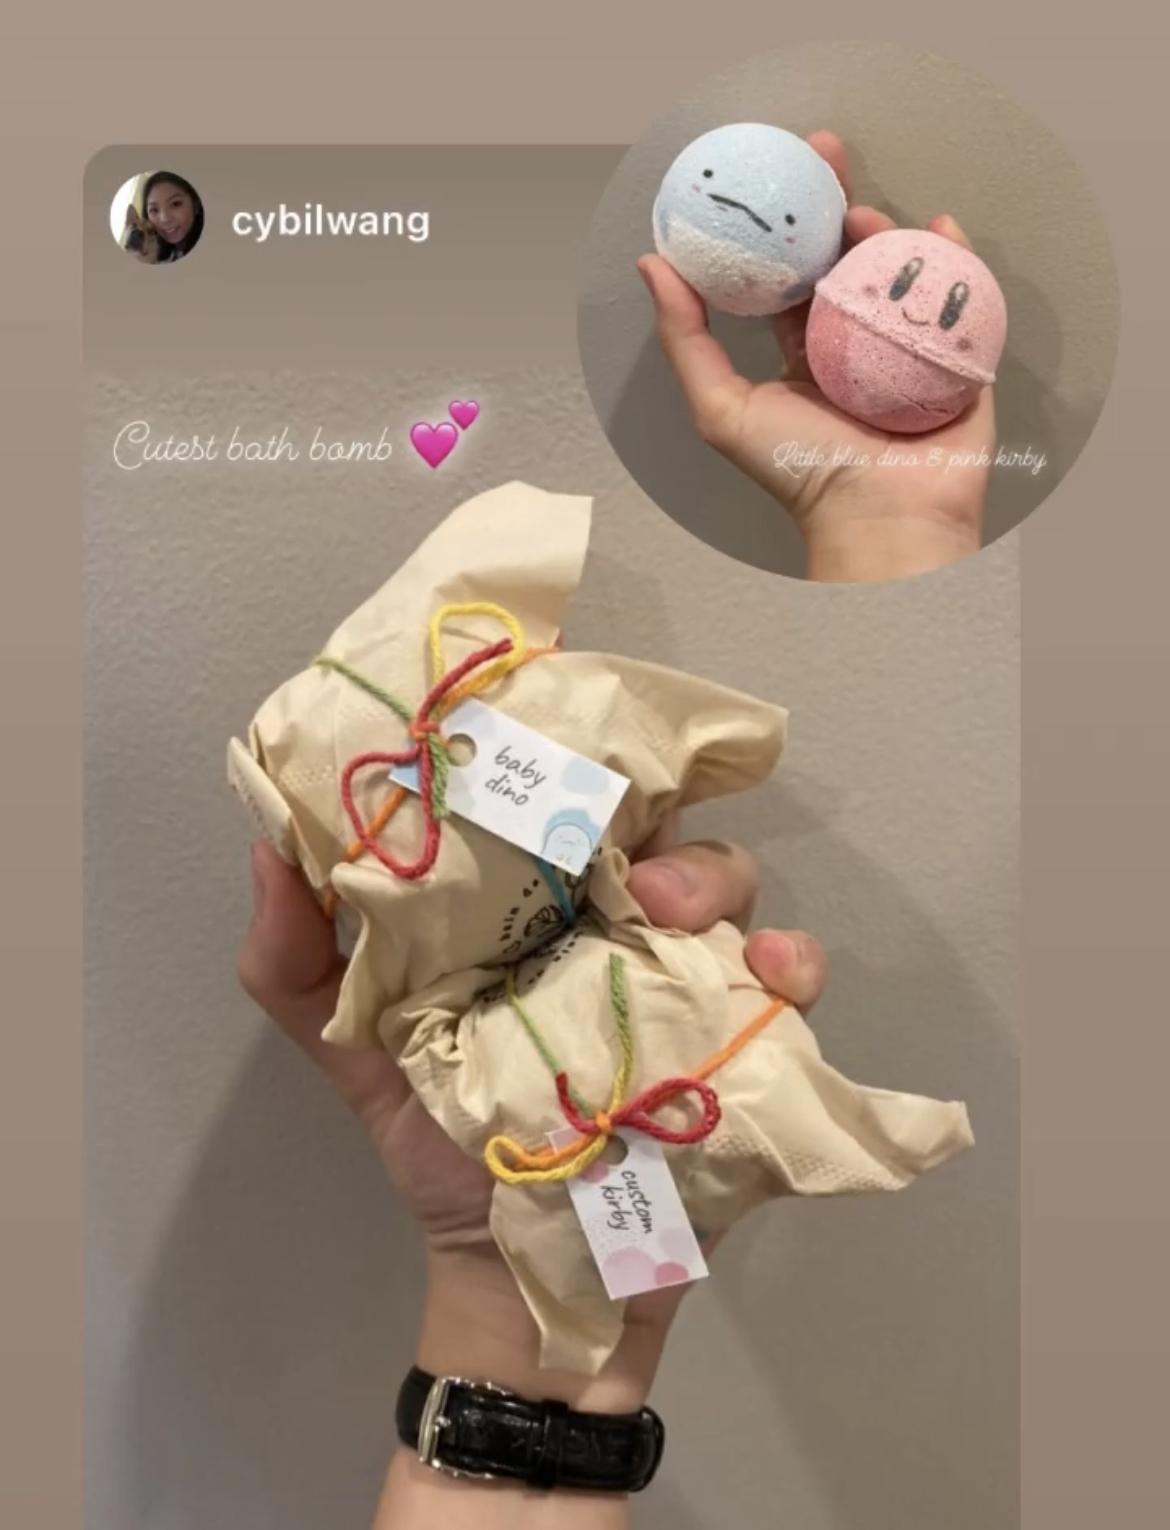 cybilwang
Cutest bath bomb 💕
Little blue dino & pink kirby
baby
dino
custom
kirby